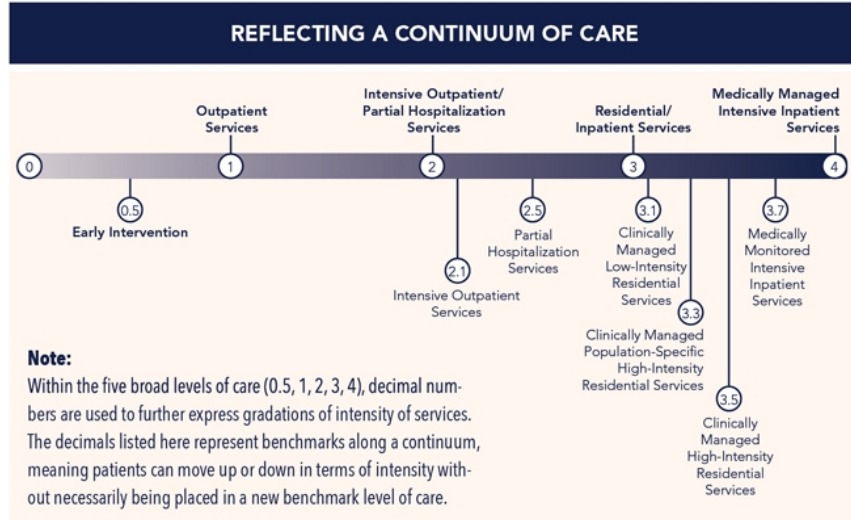 REFLECTING A CONTINUUM OF CARE
Outpatient
Services
Intensive Outpatient/
Partial Hospitalization
Services
Residential/
Inpatient Services
Medically Managed
Intensive Inpatient
Services
0
1
2
3
4
0.5
Early Intervention
2.1
Intensive Outpatient
Services
2.5
Partial
Hospitalization
Services
3.1
Clinically
Managed
Low-Intensity
Residential
Services
3.3
Clinically Managed
Population-Specific
High-Intensity
Residential Services
3.5
Clinically
Managed
High-Intensity
Residential
Services
3.7
Medically
Monitored
Intensive
Inpatient
Services
Note:
Within the five broad levels of care (0.5, 1, 2, 3, 4), decimal num-
bers are used to further express gradations of intensity of services.
The decimals listed here represent benchmarks along a continuum,
meaning patients can move up or down in terms of intensity with-
out necessarily being placed in a new benchmark level of care.